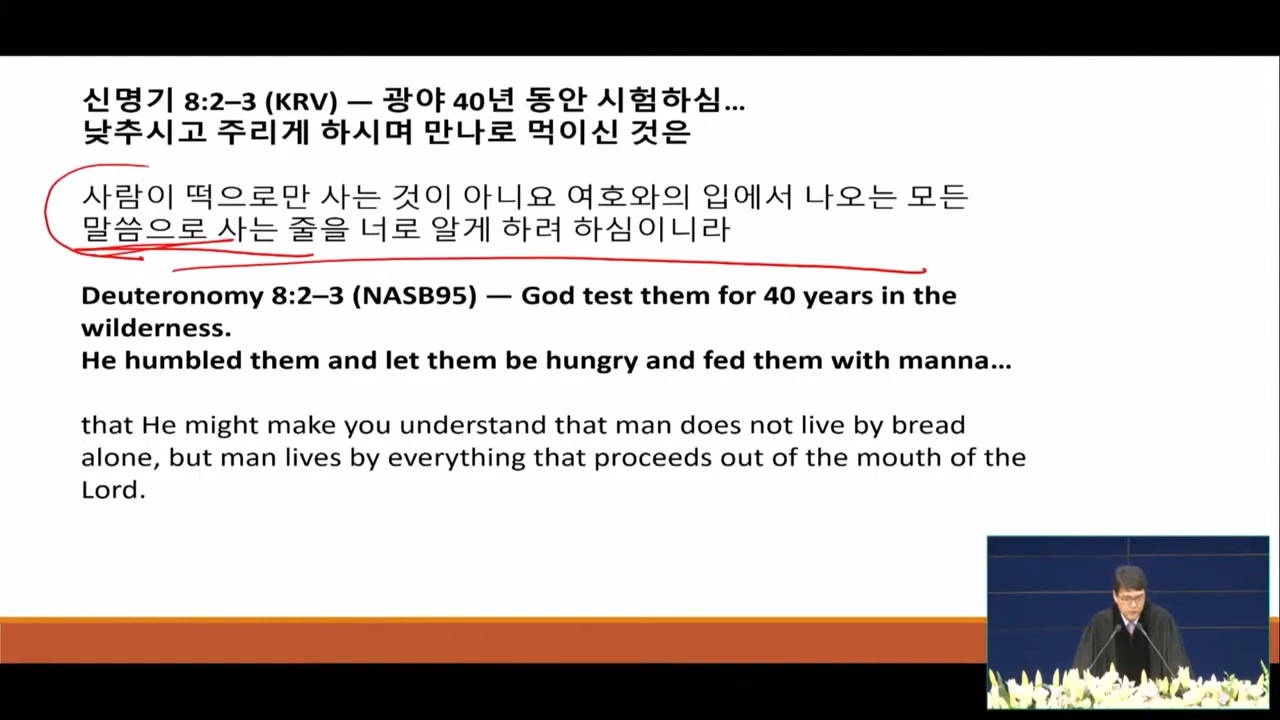 신명기 8:2–3 (KRV) — 광야 40년 동안 시험하심...
낮추시고 주리게 하시며 만나로 먹이신 것은
사람이 떡으로만 사는 것이 아니요 여호와의 입에서 나오는 모든
말씀으로 사는 줄을 너로 알게 하려 하심이니라
Deuteronomy 8:2–3 (NASB95) — God test them for 40 years in the
wilderness.
He humbled them and let them be hungry and fed them with manna...
that He might make you understand that man does not live by bread
alone, but man lives by everything that proceeds out of the mouth of the
Lord.